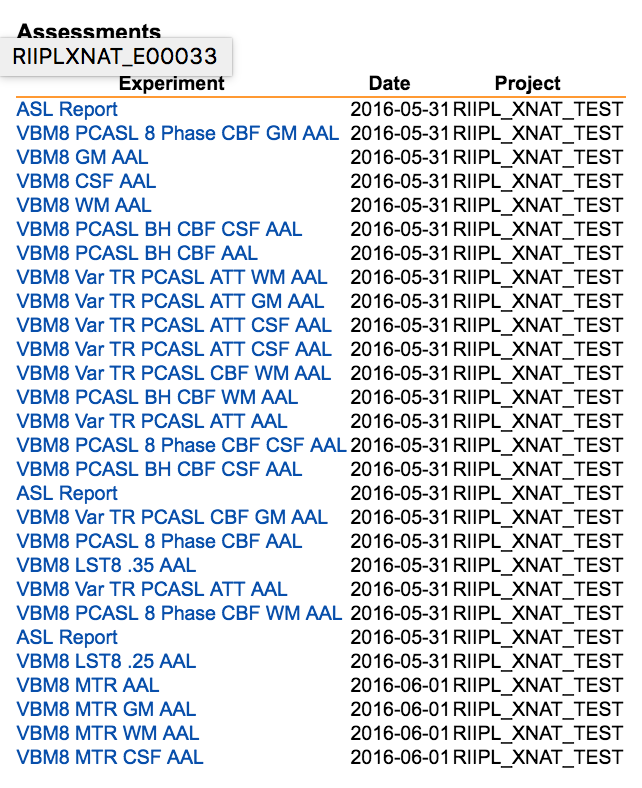 Assessments
RIIPLXNAT_E00033
Experiment Date Project
ASL Report 2016-05-31 RIIPL_XNAT_TEST
VBM8 PCASL 8 Phase CBF GM AAL 2016-05-31 RIIPL_XNAT_TEST
VBM8 GM AAL 2016-05-31 RIIPL_XNAT_TEST
VBM8 CSF AAL 2016-05-31 RIIPL_XNAT_TEST
VBM8 WM AAL 2016-05-31 RIIPL_XNAT_TEST
VBM8 PCASL BH CBF CSF AAL 2016-05-31 RIIPL_XNAT_TEST
VBM8 PCASL BH CBF AAL 2016-05-31 RIIPL_XNAT_TEST
VBM8 Var TR PCASL ATT WM AAL 2016-05-31 RIIPL_XNAT_TEST
VBM8 Var TR PCASL ATT GM AAL 2016-05-31 RIIPL_XNAT_TEST
VBM8 Var TR PCASL ATT CSF AAL 2016-05-31 RIIPL_XNAT_TEST
VBM8 Var TR PCASL ATT CSF AAL 2016-05-31 RIIPL_XNAT_TEST
VBM8 Var TR PCASL CBF WM AAL 2016-05-31 RIIPL_XNAT_TEST
VBM8 PCASL BH CBF WM AAL 2016-05-31 RIIPL_XNAT_TEST
VBM8 Var TR PCASL ATT AAL 2016-05-31 RIIPL_XNAT_TEST
VBM8 PCASL 8 Phase CBF CSF AAL 2016-05-31 RIIPL_XNAT_TEST
VBM8 PCASL BH CBF CSF AAL 2016-05-31 RIIPL_XNAT_TEST
ASL Report 2016-05-31 RIIPL_XNAT_TEST
VBM8 Var TR PCASL CBF GM AAL 2016-05-31 RIIPL_XNAT_TEST
VBM8 PCASL 8 Phase CBF AAL 2016-05-31 RIIPL_XNAT_TEST
VBM8 LST8 .35 AAL 2016-05-31 RIIPL_XNAT_TEST
VBM8 Var TR PCASL ATT AAL 2016-05-31 RIIPL_XNAT_TEST
VBM8 PCASL 8 Phase CBF WM AAL 2016-05-31 RIIPL_XNAT_TEST
ASL Report 2016-05-31 RIIPL_XNAT_TEST
VBM8 LST8 .25 AAL 2016-05-31 RIIPL_XNAT_TEST
VBM8 MTR AAL 2016-06-01 RIIPL_XNAT_TEST
VBM8 MTR GM AAL 2016-06-01 RIIPL_XNAT_TEST
VBM8 MTR WM AAL 2016-06-01 RIIPL_XNAT_TEST
VBM8 MTR CSF AAL 2016-06-01 RIIPL_XNAT_TEST